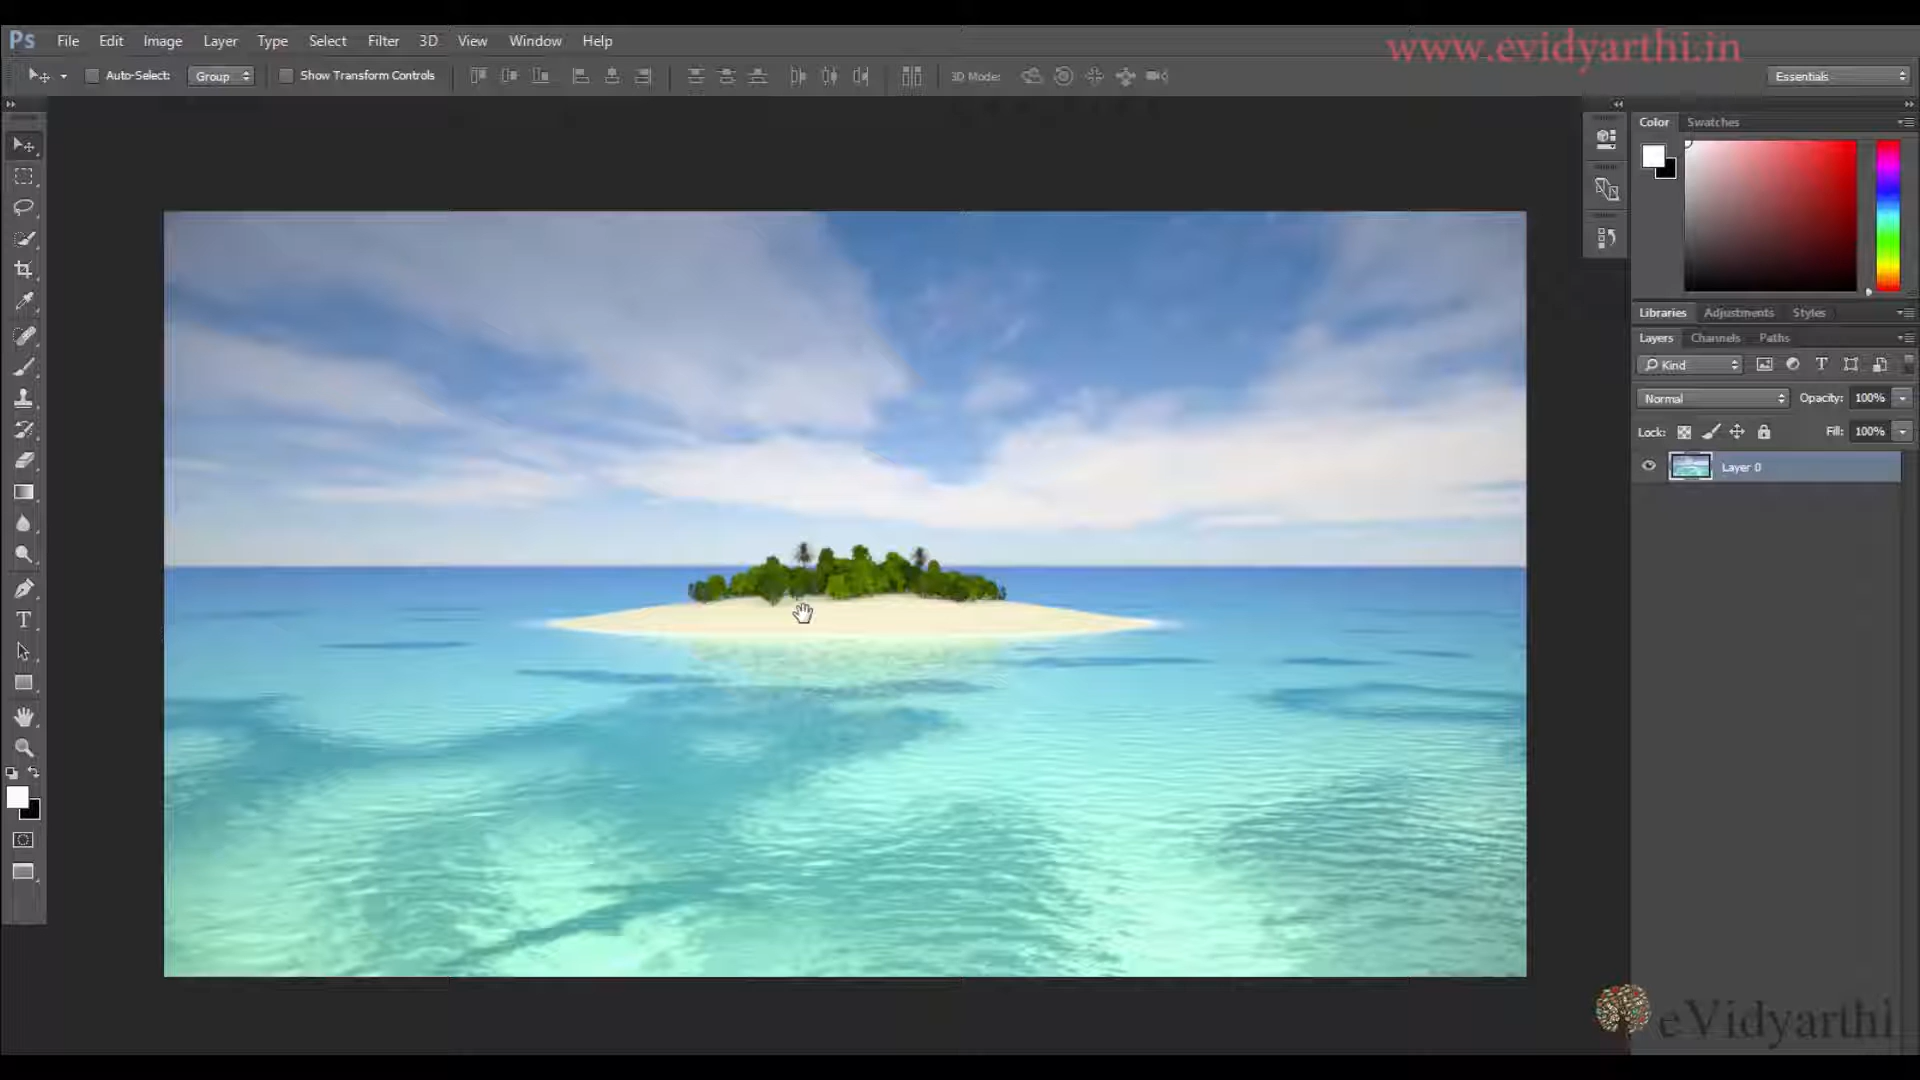 Ps File Edit Image Layer Type Select Filter 3D View Window Help
www.evidyarthi.in
Auto-Select: Group Show Transform Controls 3D Mode: Essentials
Color Swatches
Libraries Adjustments Styles
Layers Channels Paths
Kind T
Normal Opacity: 100%
Lock: Fill: 100%
Layer 0
T
eVidyarthi